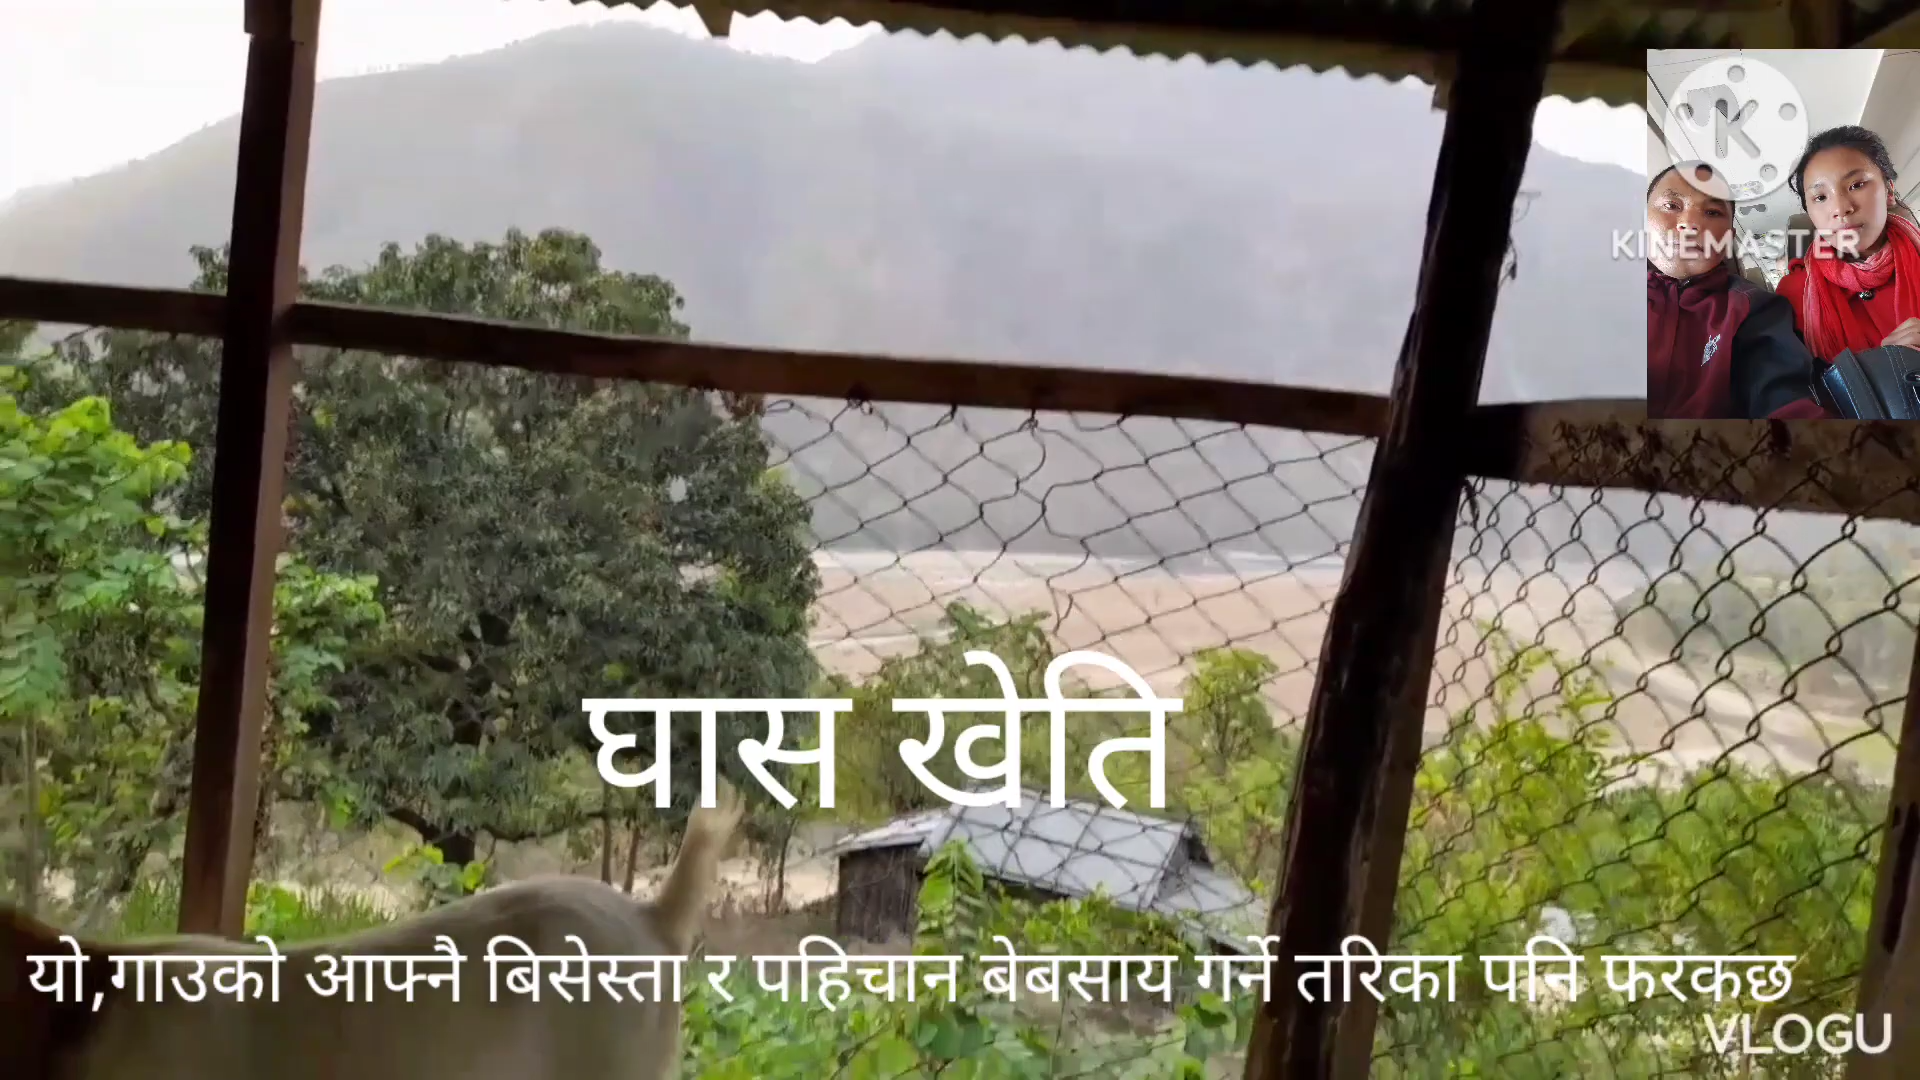 KINEMASTER
घास खेति
यो,गाउको आफ्नै बिसेस्ता र पहिचान बेबसाय गर्ने तरिका पनि फरकछ
VLOGU